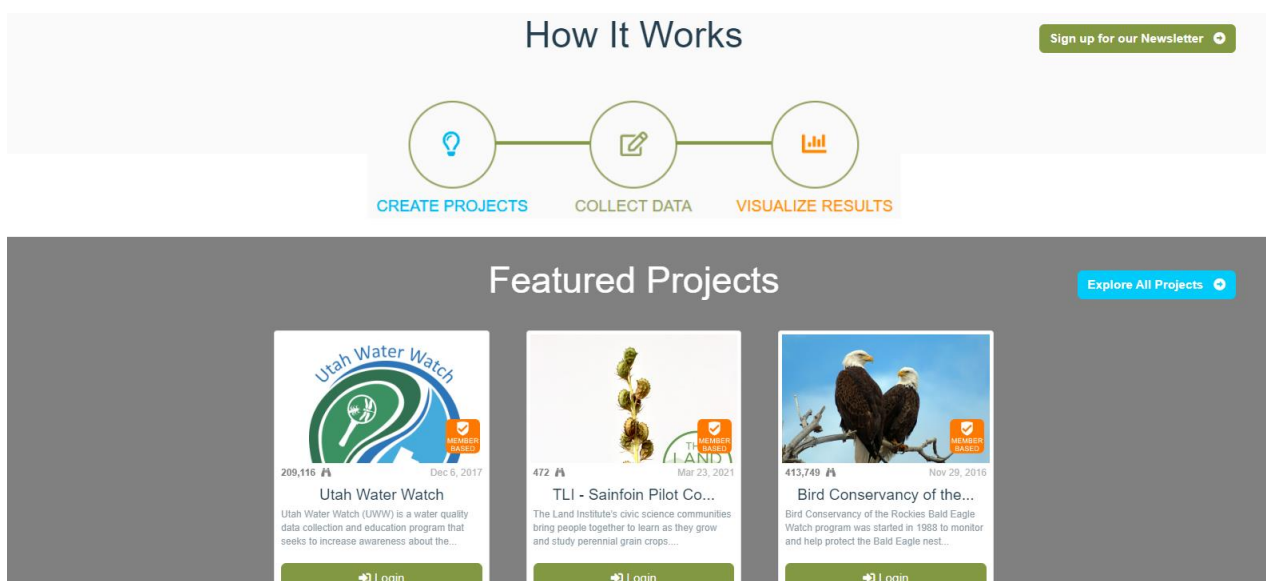 How It Works
Sign up for our Newsletter
CREATE PROJECTS
COLLECT DATA
VISUALIZE RESULTS
Featured Projects
Explore All Projects
Utah Water Watch
MEMBER
BASED
209,116
Dec 6, 2017
Utah Water Watch
Utah Water Watch (UWW) is a water quality
data collection and education program that
seeks to increase awareness about the...
Login
TH
LAND
MEMBER
BASED
472
Mar 23, 2021
TLI - Sainfoin Pilot Co...
The Land Institute's civic science communities
bring people together to learn as they grow
and study perennial grain crops....
Login
MEMBER
BASED
413,749
Nov 29, 2016
Bird Conservancy of the...
Bird Conservancy of the Rockies Bald Eagle
Watch program was started in 1988 to monitor
and help protect the Bald Eagle nest...
Login